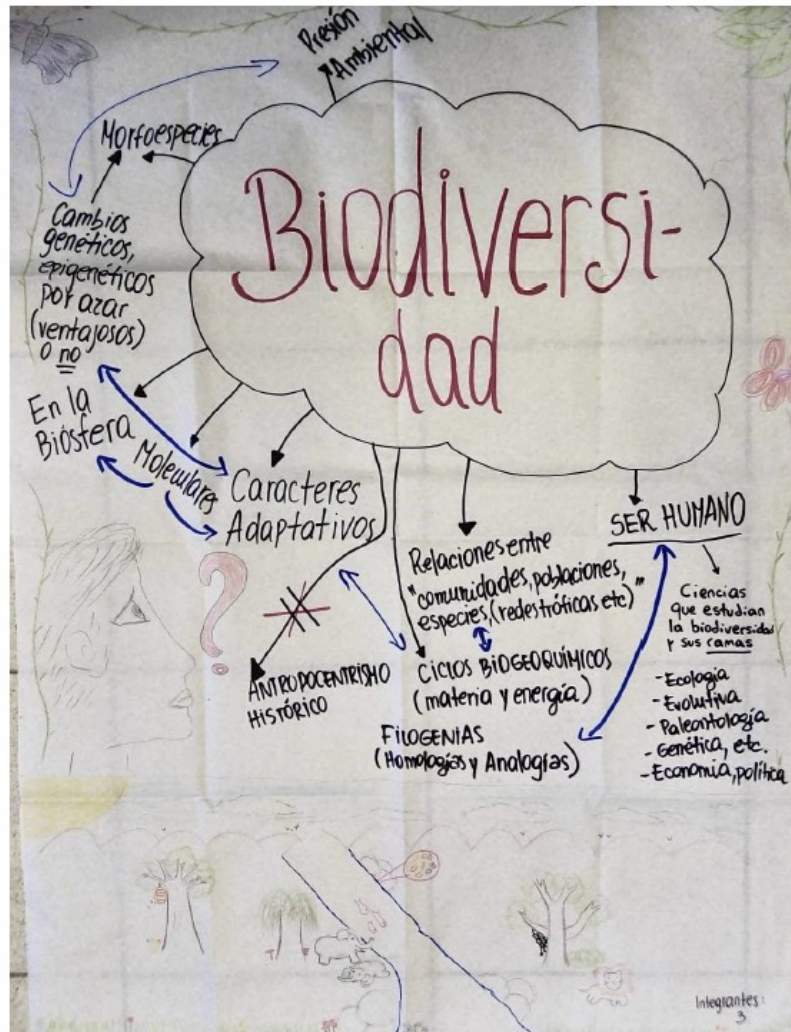 Presión
Ambiental
Morfoespecies
Biodiversi-
dad
Cambios
genéticos,
epigenéticos
por azar
(ventajosos)
o no
En la
Biósfera
Moleculares
Caracteres
Adaptativos
?
Relaciones entre
"comunidades, poblaciones,
especies, (redes tróficas etc)"
SER HUMANO
Ciencias
que estudian
la biodiversidad
y sus ramas
- Ecología
- Evolutiva
- Paleontología
- Genética, etc.
- Economía, política
ANTROPOCENTRISMO
HISTÓRICO
CICLOS BIOGEOQUÍMICOS
(materia y energía)
FILOGENIAS
(Homologías y Analogías)
Integrantes:
3